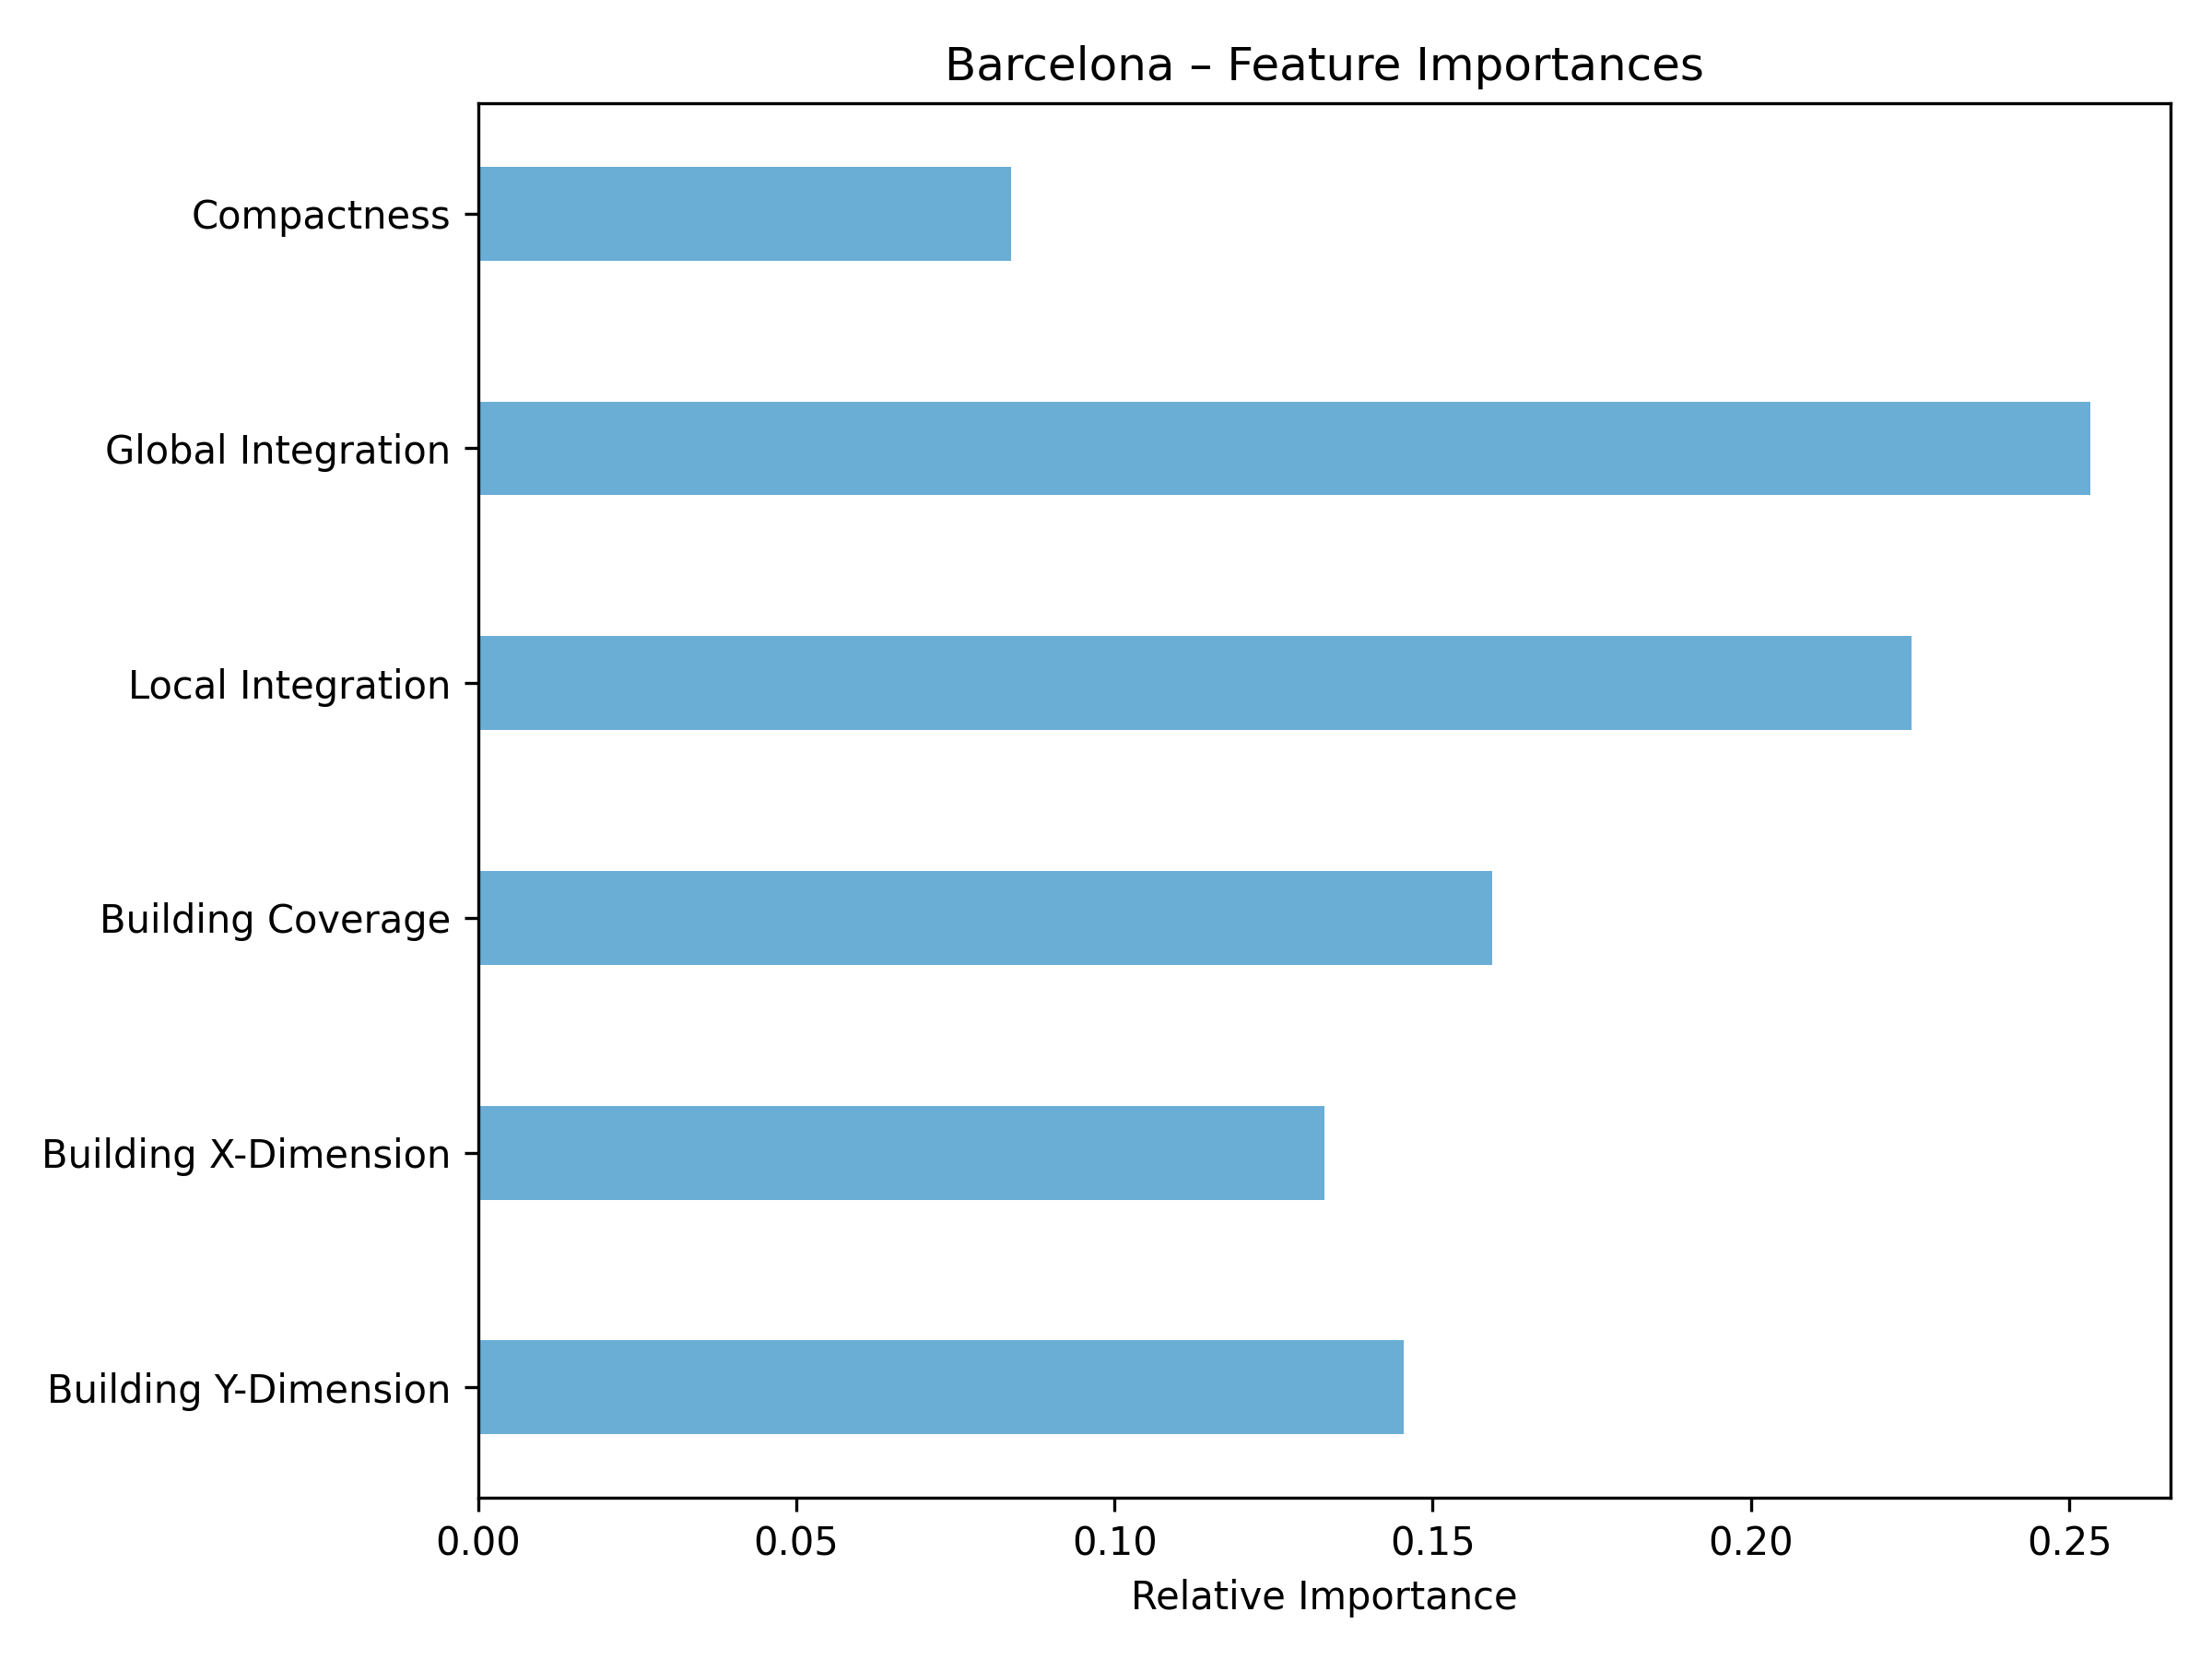 Barcelona – Feature Importances
Compactness
Global Integration
Local Integration
Building Coverage
Building X-Dimension
Building Y-Dimension
0.00 0.05 0.10 0.15 0.20 0.25
Relative Importance